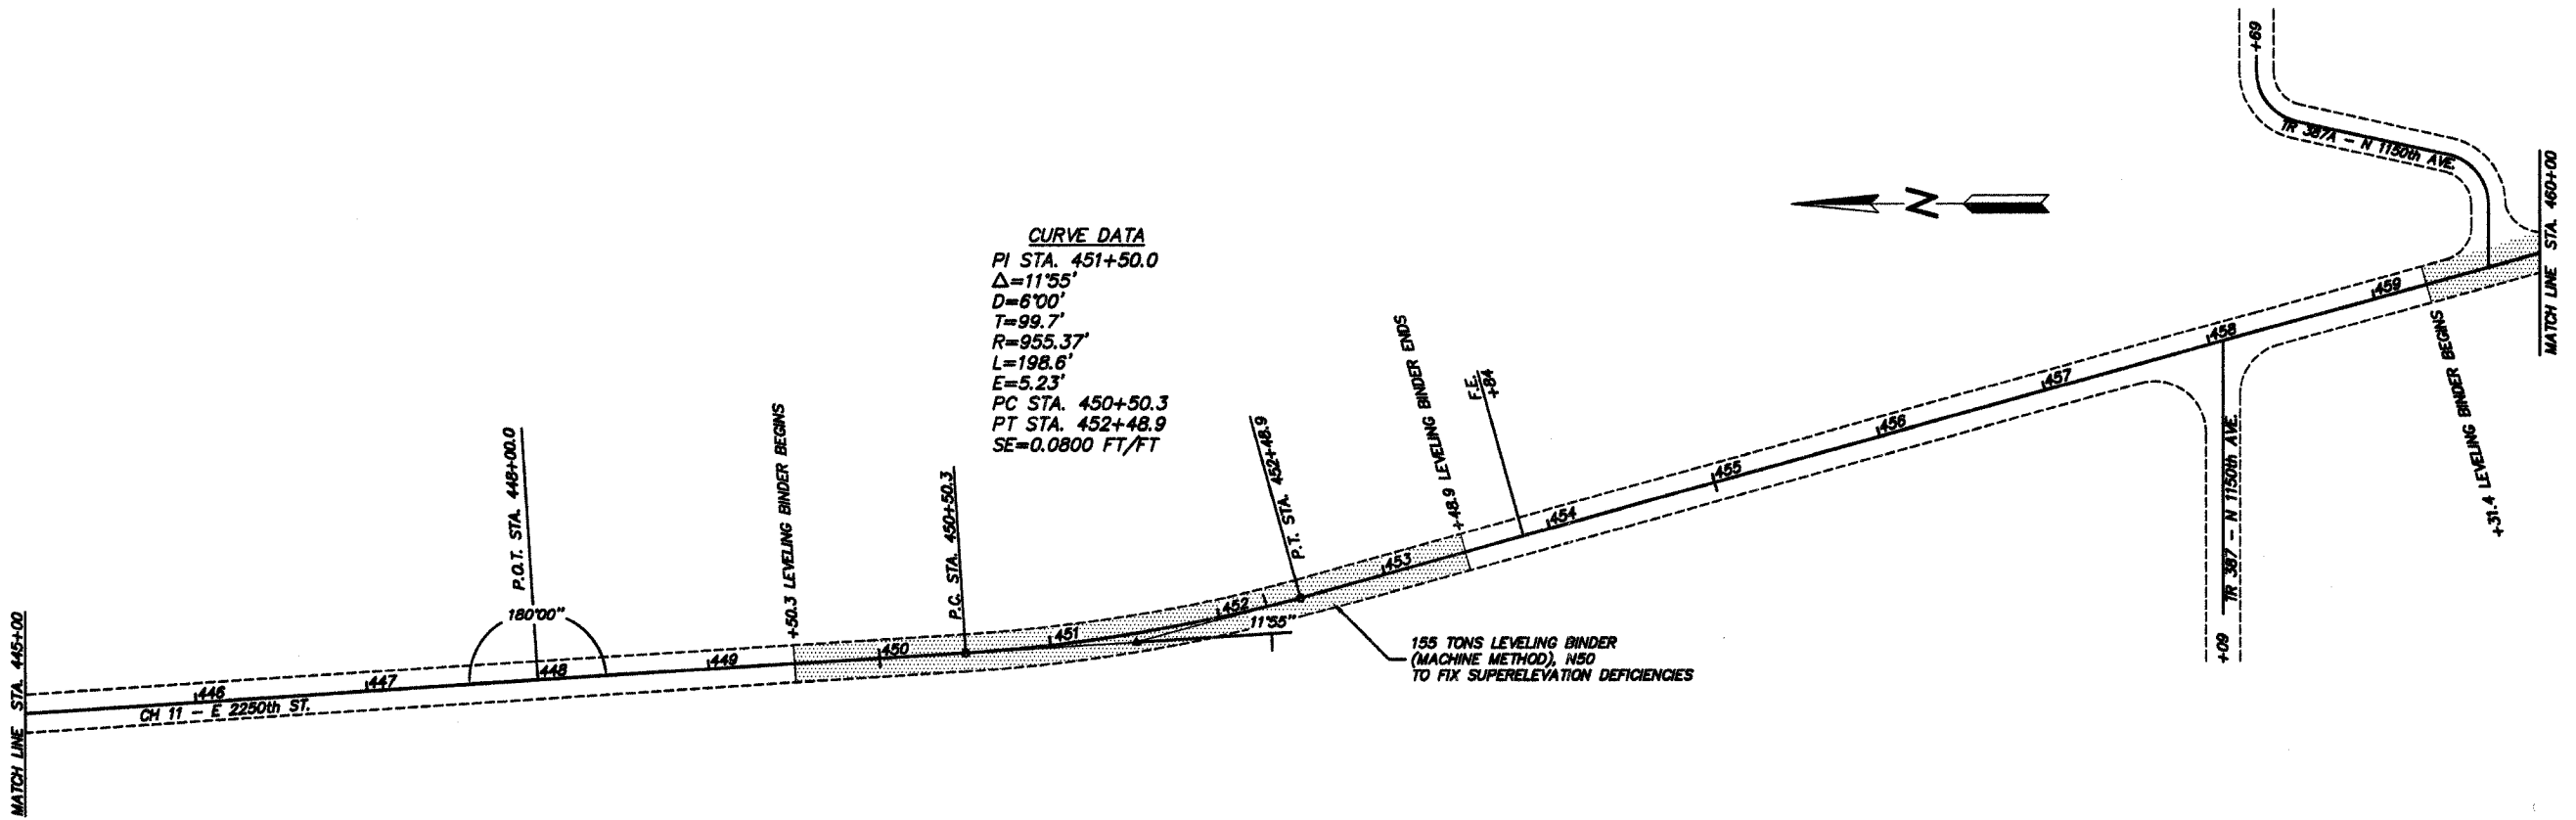 +69
TR 387A - N 1150th AVE.
MATCH LINE STA. 460+00
N
CURVE DATA
PI STA. 451+50.0
Δ=11°55'
D=6°00'
T=99.7'
R=955.37'
L=198.6'
E=5.23'
PC STA. 450+50.3
PT STA. 452+48.9
SE=0.0800 FT/FT
MATCH LINE STA. 445+00
CH 11 - E 2250th ST.
446
447
448
449
450
451
452
453
454
455
456
457
458
459
P.O.T. STA. 448+00.0
180°00"
+50.3 LEVELING BINDER BEGINS
P.C. STA. 450+50.3
P.T. STA. 452+48.9
11°55"
+48.9 LEVELING BINDER ENDS
F.E.
+84
155 TONS LEVELING BINDER
(MACHINE METHOD), N50
TO FIX SUPERELEVATION DEFICIENCIES
TR 387 - N 1150th AVE.
+09
+31.4 LEVELING BINDER BEGINS